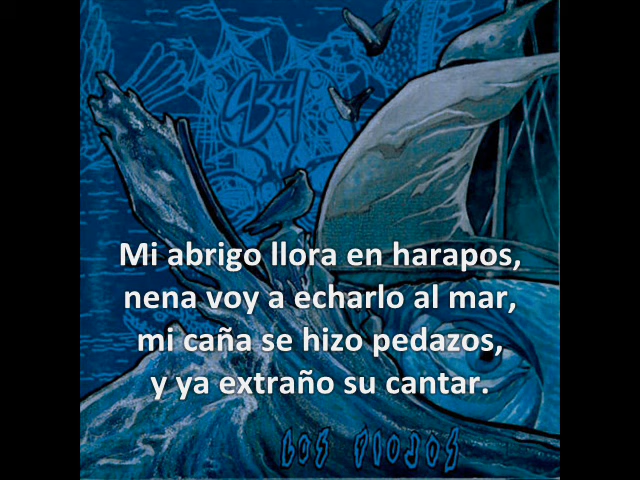 Mi abrigo llora en harapos,
nena voy a echarlo al mar,
mi caña se hizo pedazos,
y ya extraño su cantar.
LOS PIOJOS